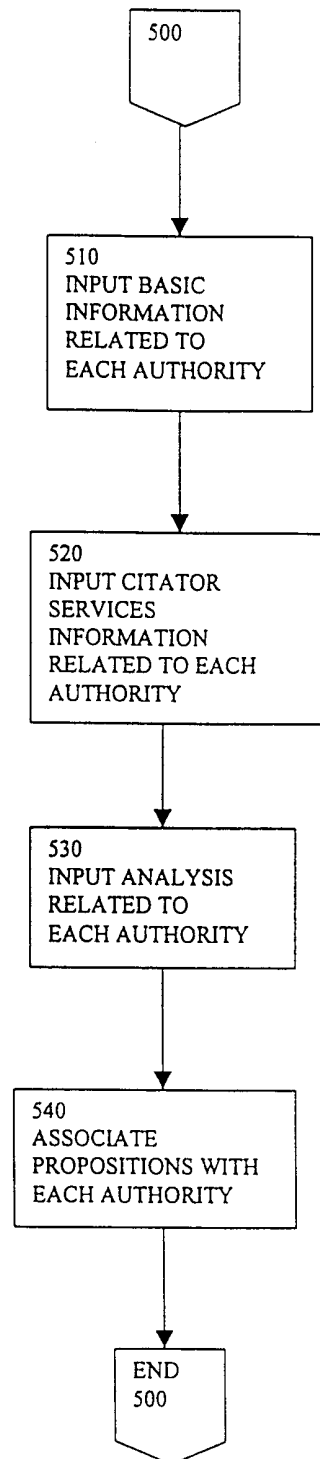 500
510
INPUT BASIC
INFORMATION
RELATED TO
EACH AUTHORITY
520
INPUT CITATOR
SERVICES
INFORMATION
RELATED TO EACH
AUTHORITY
530
INPUT ANALYSIS
RELATED TO
EACH AUTHORITY
540
ASSOCIATE
PROPOSITIONS WITH
EACH AUTHORITY
END
500